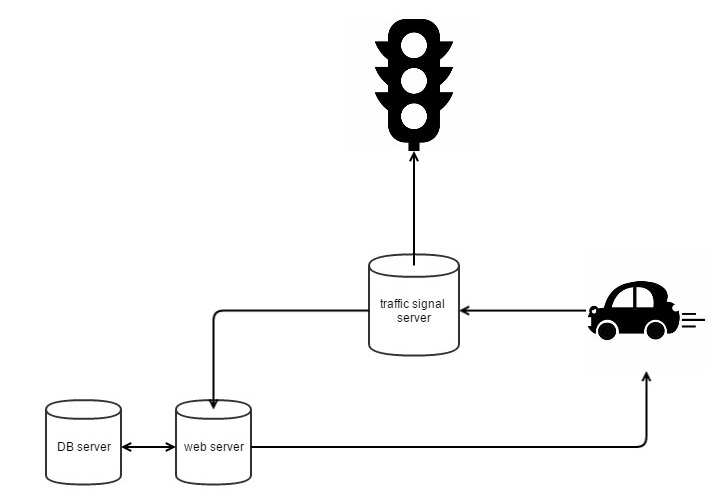 traffic signal
server
DB server
web server